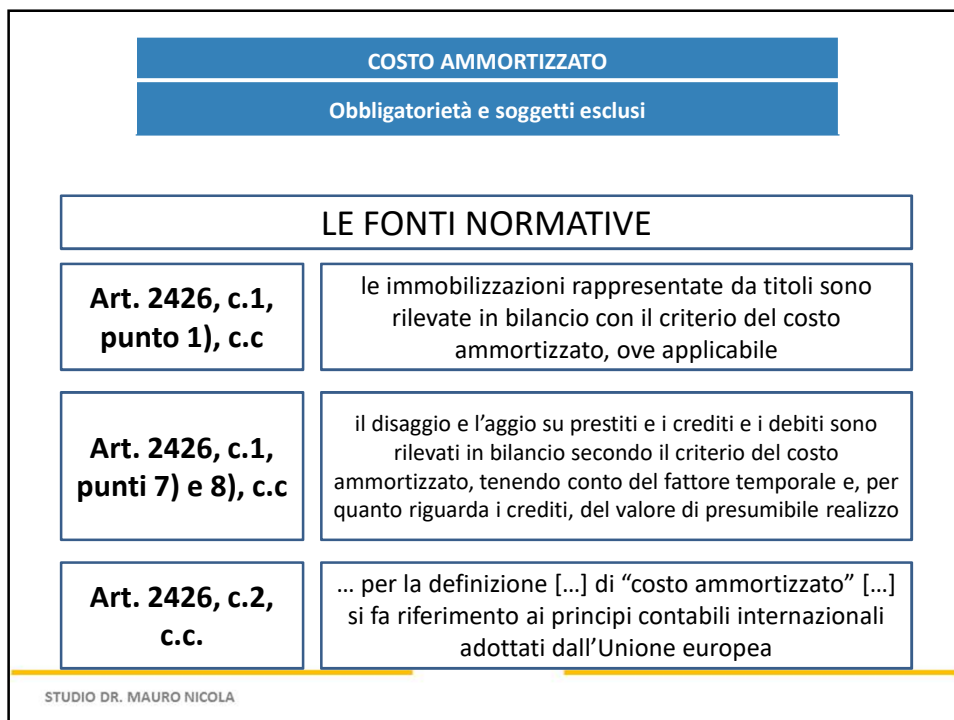 COSTO AMMORTIZZATO
Obbligatorietà e soggetti esclusi
LE FONTI NORMATIVE
Art. 2426, c.1,
punto 1), c.c
le immobilizzazioni rappresentate da titoli sono
rilevate in bilancio con il criterio del costo
ammortizzato, ove applicabile
Art. 2426, c.1,
punti 7) e 8), c.c
il disaggio e l’aggio su prestiti e i crediti e i debiti sono
rilevati in bilancio secondo il criterio del costo
ammortizzato, tenendo conto del fattore temporale e, per
quanto riguarda i crediti, del valore di presumibile realizzo
Art. 2426, c.2,
c.c.
… per la definizione […] di “costo ammortizzato” […]
si fa riferimento ai principi contabili internazionali
adottati dall’Unione europea
STUDIO DR. MAURO NICOLA